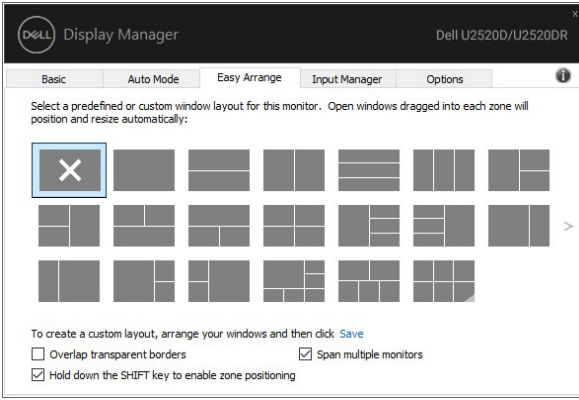 DELL Display Manager
Dell U2520D/U2520DR
Basic Auto Mode Easy Arrange Input Manager Options
Select a predefined or custom window layout for this monitor. Open windows dragged into each zone will
position and resize automatically:
To create a custom layout, arrange your windows and then click Save
Overlap transparent borders
Span multiple monitors
Hold down the SHIFT key to enable zone positioning